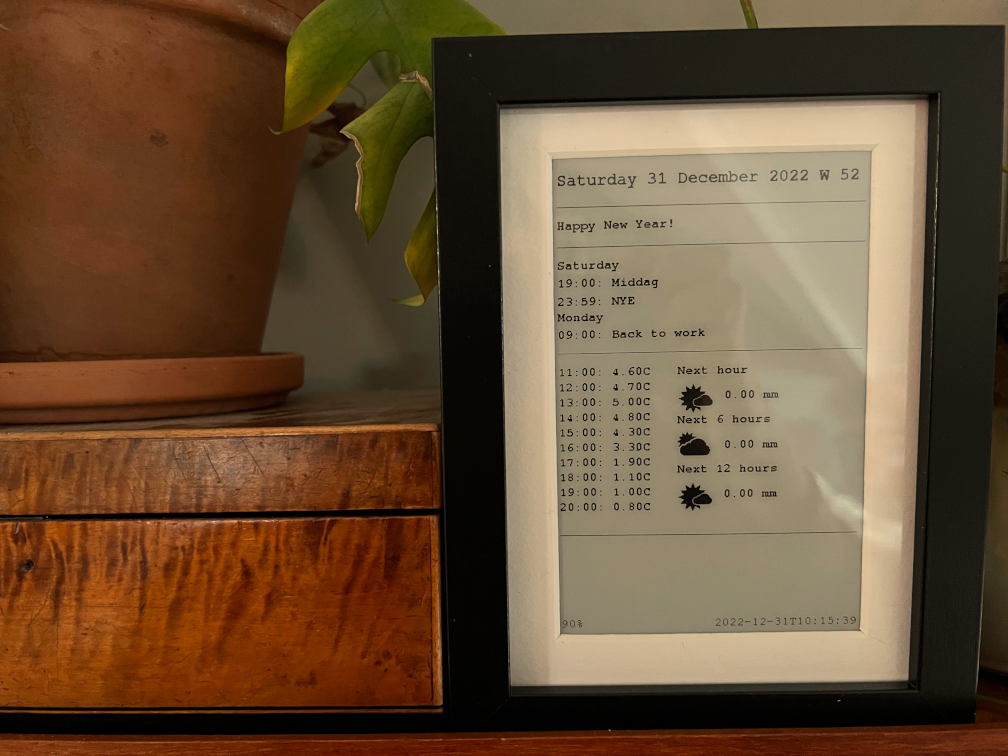 Saturday 31 December 2022 W 52
Happy New Year!
Saturday
19:00: Middag
23:59: NYE
Monday
09:00: Back to work
11:00: 4.60C
12:00: 4.70C
13:00: 5.00C
14:00: 4.80C
15:00: 4.30C
16:00: 3.30C
17:00: 1.90C
18:00: 1.10C
19:00: 1.00C
20:00: 0.80C
Next hour
0.00 mm
Next 6 hours
0.00 mm
Next 12 hours
0.00 mm
90%
2022-12-31T10:15:39